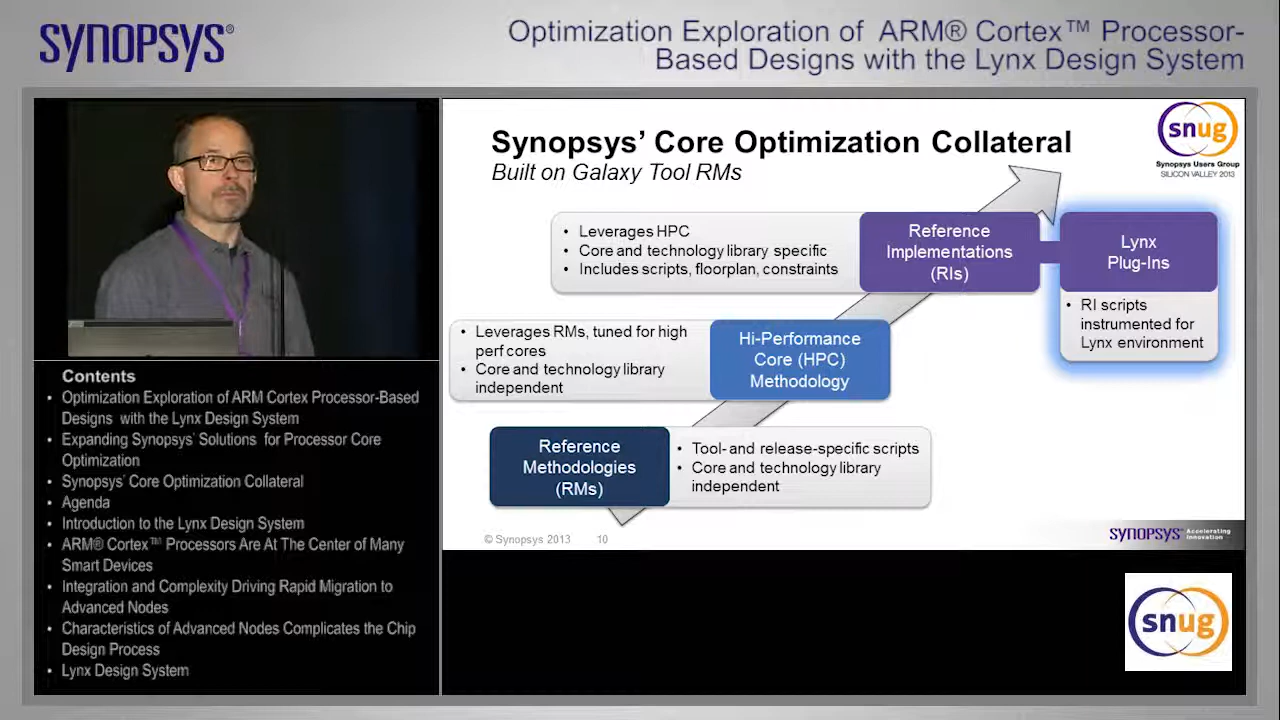 SYNOPSYS®
Optimization Exploration of ARM® Cortex™ Processor-
Based Designs with the Lynx Design System
Contents
• Optimization Exploration of ARM Cortex Processor-Based
Designs with the Lynx Design System
• Expanding Synopsys' Solutions for Processor Core
Optimization
• Synopsys' Core Optimization Collateral
• Agenda
• Introduction to the Lynx Design System
• ARM® Cortex™ Processors Are At The Center of Many
Smart Devices
• Integration and Complexity Driving Rapid Migration to
Advanced Nodes
• Characteristics of Advanced Nodes Complicates the Chip
Design Process
• Lynx Design System
Synopsys' Core Optimization Collateral
Built on Galaxy Tool RMs
snug
Synopsys Users Group
SILICON VALLEY 2013
• Leverages HPC
• Core and technology library specific
• Includes scripts, floorplan, constraints
Reference
Implementations
(RIs)
Lynx
Plug-Ins
• RI scripts
instrumented for
Lynx environment
• Leverages RMs, tuned for high
perf cores
• Core and technology library
independent
Hi-Performance
Core (HPC)
Methodology
Reference
Methodologies
(RMs)
• Tool- and release-specific scripts
• Core and technology library
independent
© Synopsys 2013
10
SYNOPSYS®
Accelerating
Innovation
snug